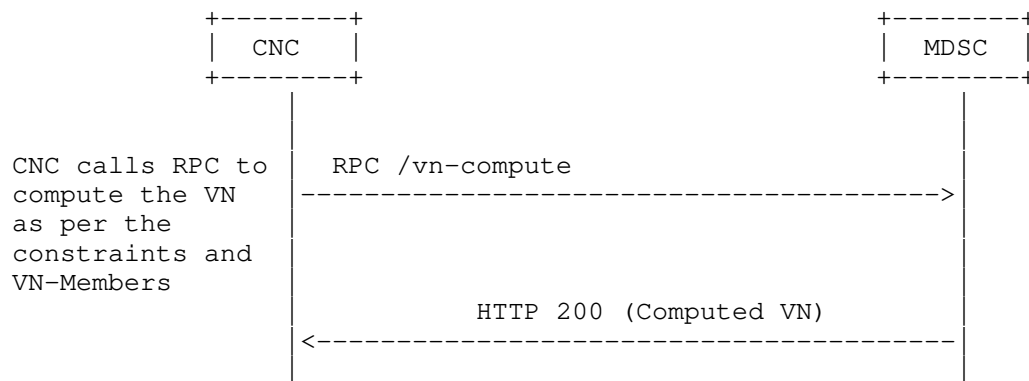 CNC MDSC
CNC calls RPC to RPC /vn-compute
compute the VN
as per the
constraints and
VN-Members
HTTP 200 (Computed VN)